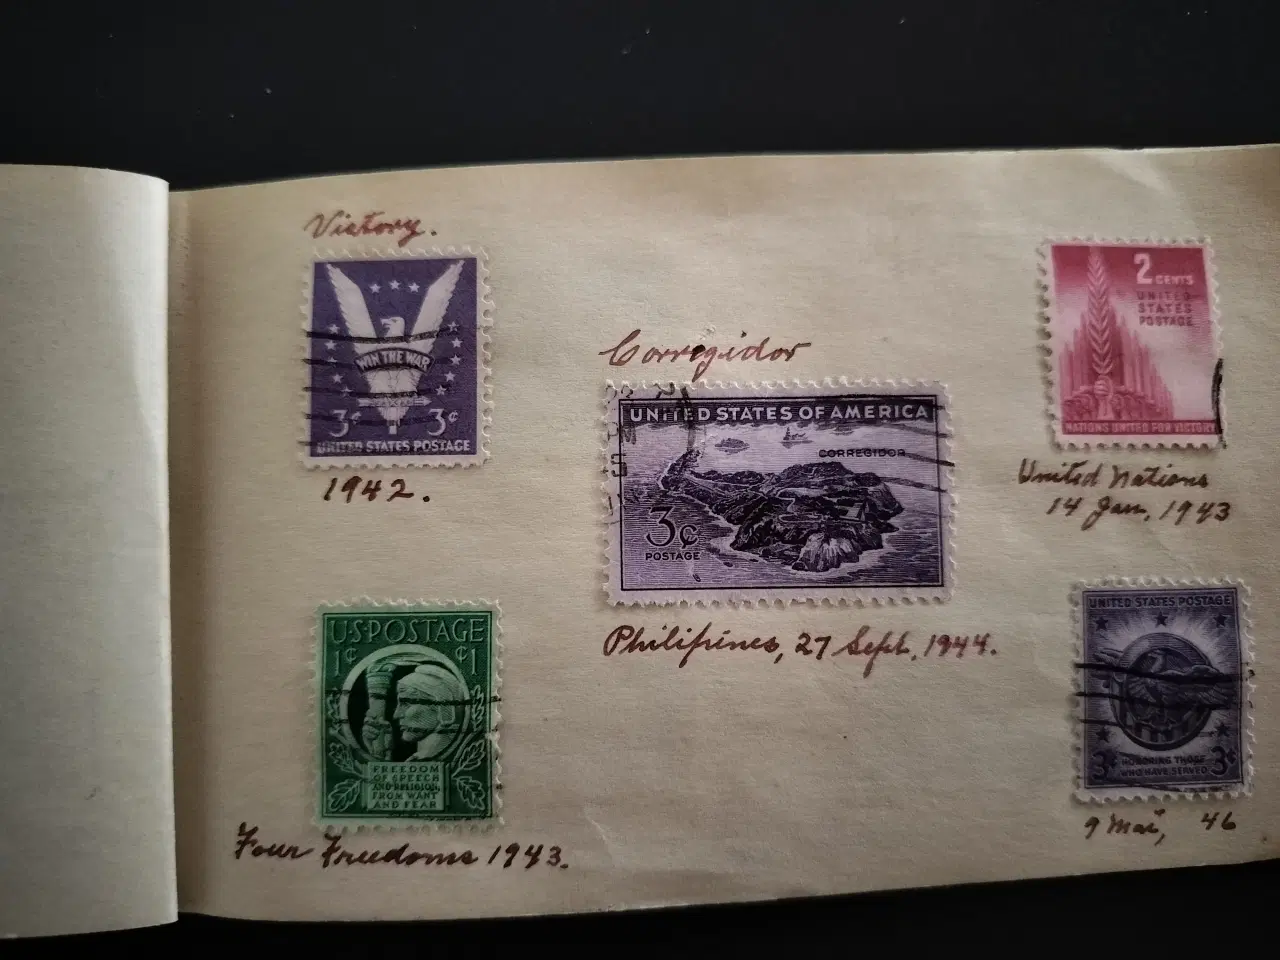 Victory.
WIN THE WAR
3¢ 3¢
UNITED STATES POSTAGE
1942.
U·S·POSTAGE
1¢ ¢1
FREEDOM
OF SPEECH
AND RELIGION,
FROM WANT
AND FEAR
Four Freedoms 1943.
Corregidor
UNITED STATES OF AMERICA
CORREGIDOR
3¢
POSTAGE
Philipines, 27 Sept. 1944.
2 CENTS
UNITED
STATES
POSTAGE
NATIONS UNITED FOR VICTORY
United Nations
14 Jan, 1943
UNITED STATES POSTAGE
3¢ HONORING THOSE 3¢
WHO HAVE SERVED
9 Mai, 46